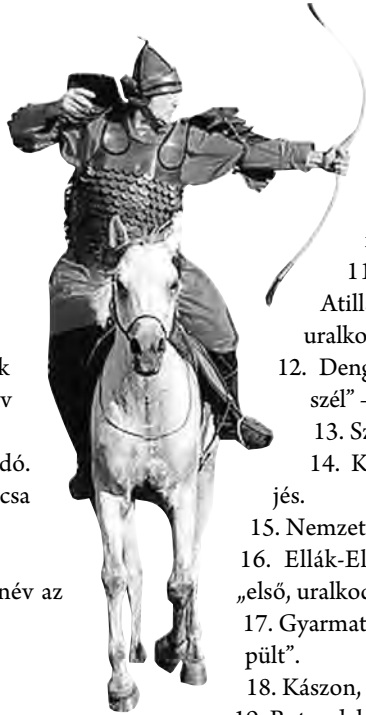 k
v
dó.
csa
név az
11
Atill
uralko
12. Deng
szél” –
13. Sz
14. K
jés.
15. Nemzet
16. Ellák-El
„első, uralkod
17. Gyarmat
pült”.
18. Kászon,